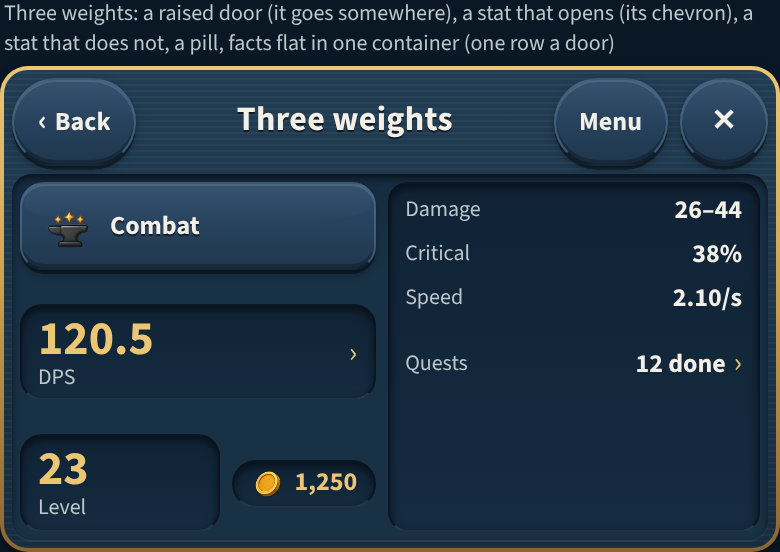 Three weights: a raised door (it goes somewhere), a stat that opens (its chevron), a
stat that does not, a pill, facts flat in one container (one row a door)
‹ Back
Three weights
Menu
✕
Combat
120.5
DPS
›
23
Level
1,250
Damage 26–44
Critical 38%
Speed 2.10/s
Quests 12 done ›